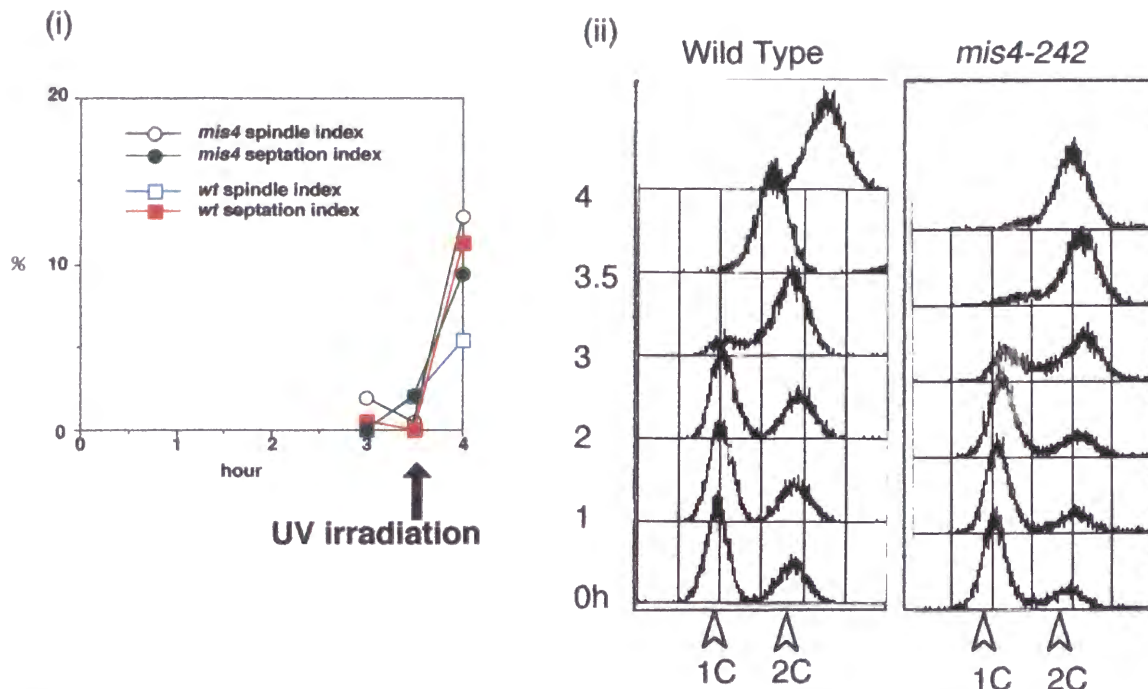 (i)
20
mis4 spindle index
mis4 septation index
wt spindle index
wt septation index
%
10
0
0
1
2
3
4
hour
UV irradiation
(ii)
Wild Type
mis4-242
4
3.5
3
2
1
0h
1C
2C
1C
2C